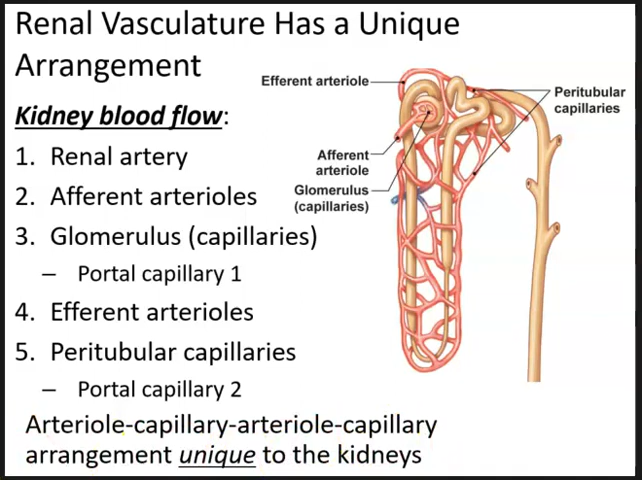 Renal Vasculature Has a Unique
Arrangement
Kidney blood flow:
1. Renal artery
2. Afferent arterioles
3. Glomerulus (capillaries)
– Portal capillary 1
4. Efferent arterioles
5. Peritubular capillaries
– Portal capillary 2
Arteriole-capillary-arteriole-capillary
arrangement unique to the kidneys
Efferent arteriole
Peritubular
capillaries
Afferent
arteriole
Glomerulus
(capillaries)